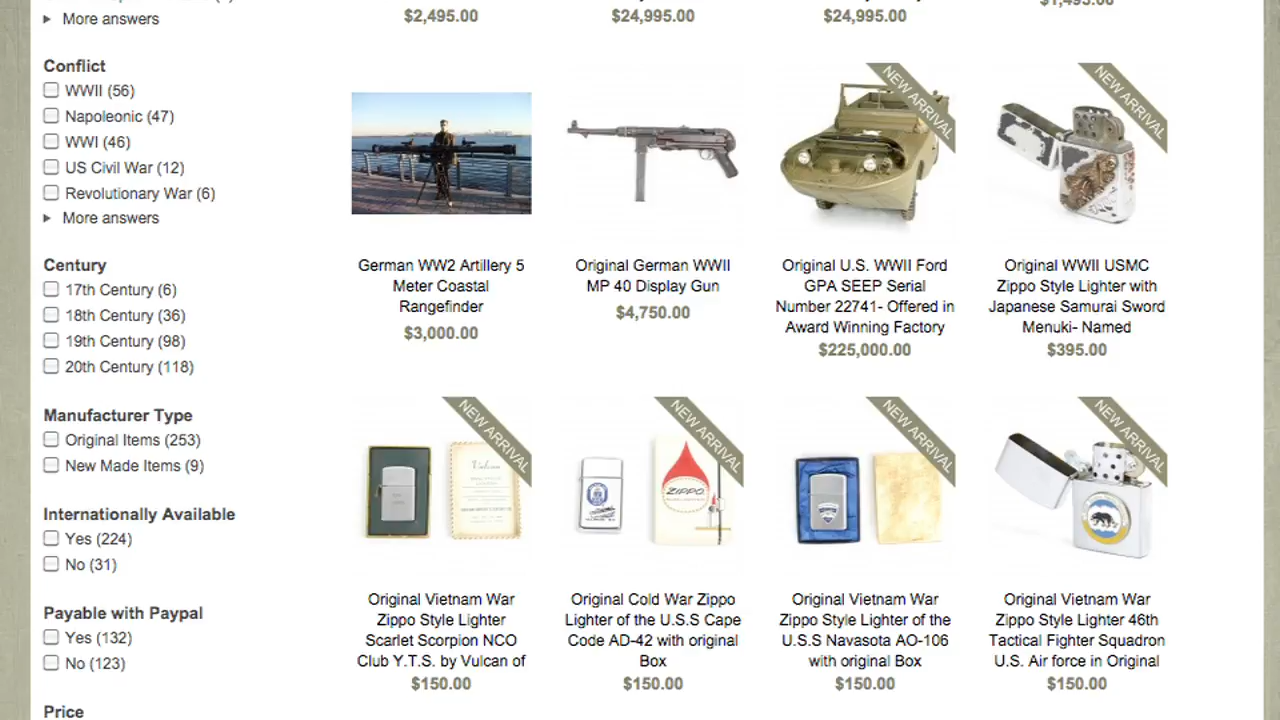 More answers
$2,495.00
$24,995.00
$24,995.00
$1,495.00
Conflict
WWII (56)
Napoleonic (47)
WWI (46)
US Civil War (12)
Revolutionary War (6)
More answers
Century
17th Century (6)
18th Century (36)
19th Century (98)
20th Century (118)
Manufacturer Type
Original Items (253)
New Made Items (9)
Internationally Available
Yes (224)
No (31)
Payable with Paypal
Yes (132)
No (123)
Price
NEW ARRIVAL
NEW ARRIVAL
German WW2 Artillery 5
Meter Coastal
Rangefinder
$3,000.00
Original German WWII
MP 40 Display Gun
$4,750.00
Original U.S. WWII Ford
GPA SEEP Serial
Number 22741- Offered in
Award Winning Factory
$225,000.00
Original WWII USMC
Zippo Style Lighter with
Japanese Samurai Sword
Menuki- Named
$395.00
NEW ARRIVAL
Vulcan
NEW ARRIVAL
ZIPPO
NEW ARRIVAL
NEW ARRIVAL
Original Vietnam War
Zippo Style Lighter
Scarlet Scorpion NCO
Club Y.T.S. by Vulcan of
$150.00
Original Cold War Zippo
Lighter of the U.S.S Cape
Code AD-42 with original
Box
$150.00
Original Vietnam War
Zippo Style Lighter of the
U.S.S Navasota AO-106
with original Box
$150.00
Original Vietnam War
Zippo Style Lighter 46th
Tactical Fighter Squadron
U.S. Air force in Original
$150.00